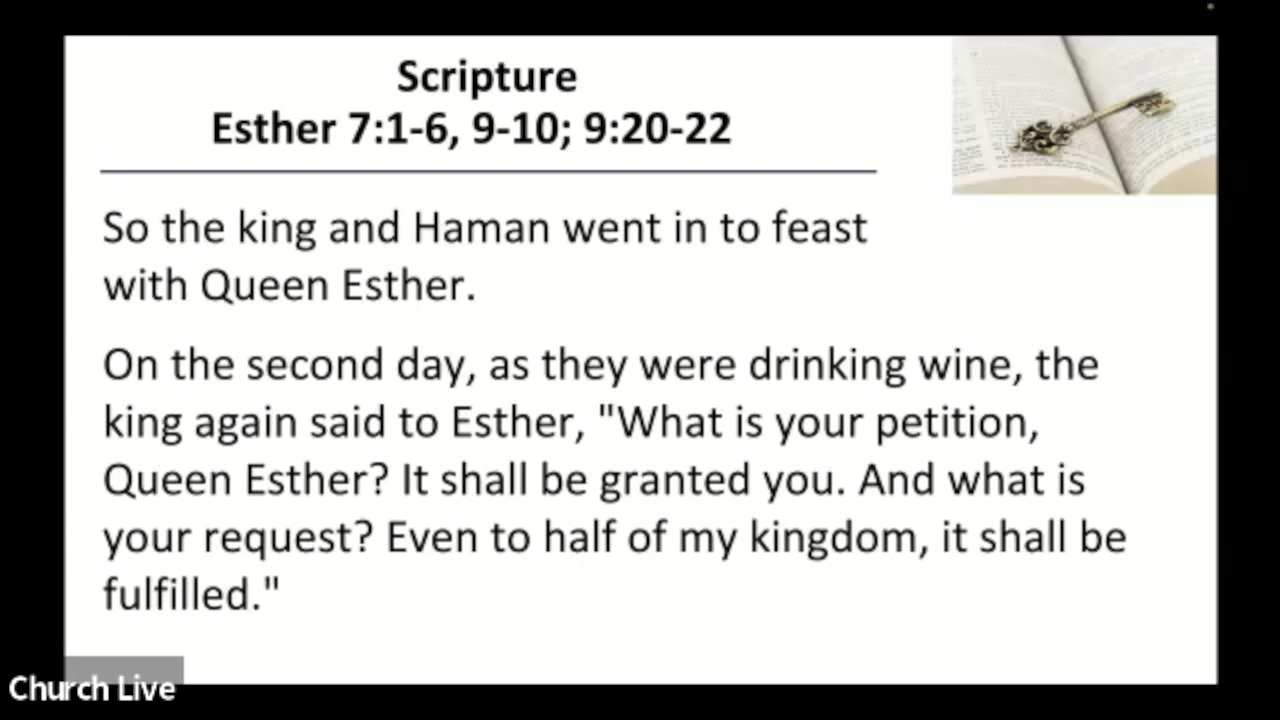 Scripture
Esther 7:1-6, 9-10; 9:20-22
So the king and Haman went in to feast
with Queen Esther.
On the second day, as they were drinking wine, the
king again said to Esther, "What is your petition,
Queen Esther? It shall be granted you. And what is
your request? Even to half of my kingdom, it shall be
fulfilled."
Church Live